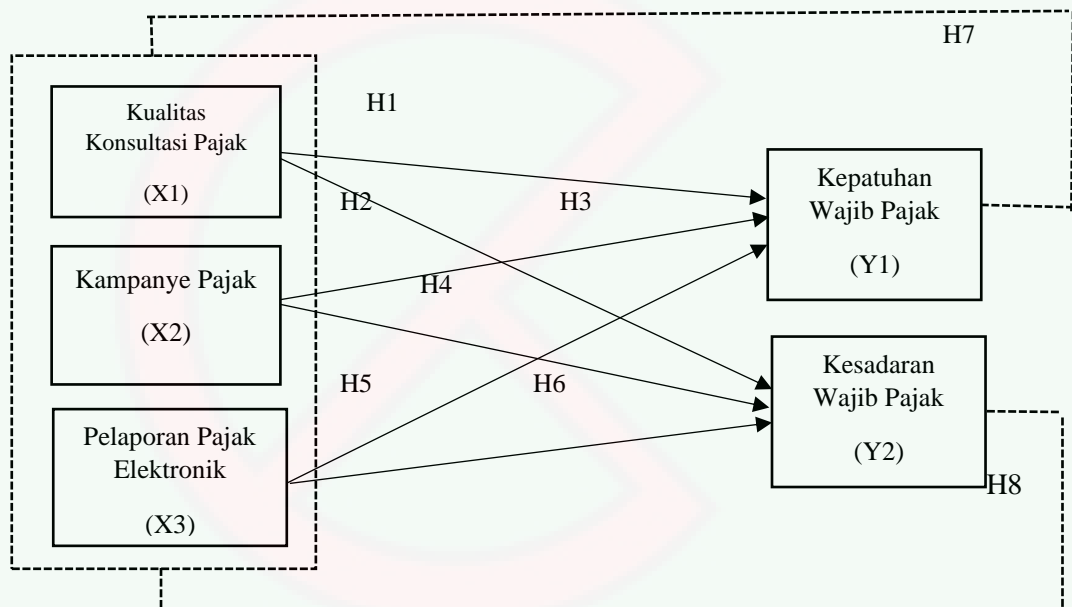 H7
Kualitas
Konsultasi Pajak
(X1)
H1
H2
H3
Kepatuhan
Wajib Pajak
(Y1)
Kampanye Pajak
(X2)
H4
H5
H6
Kesadaran
Wajib Pajak
(Y2)
Pelaporan Pajak
Elektronik
(X3)
H8